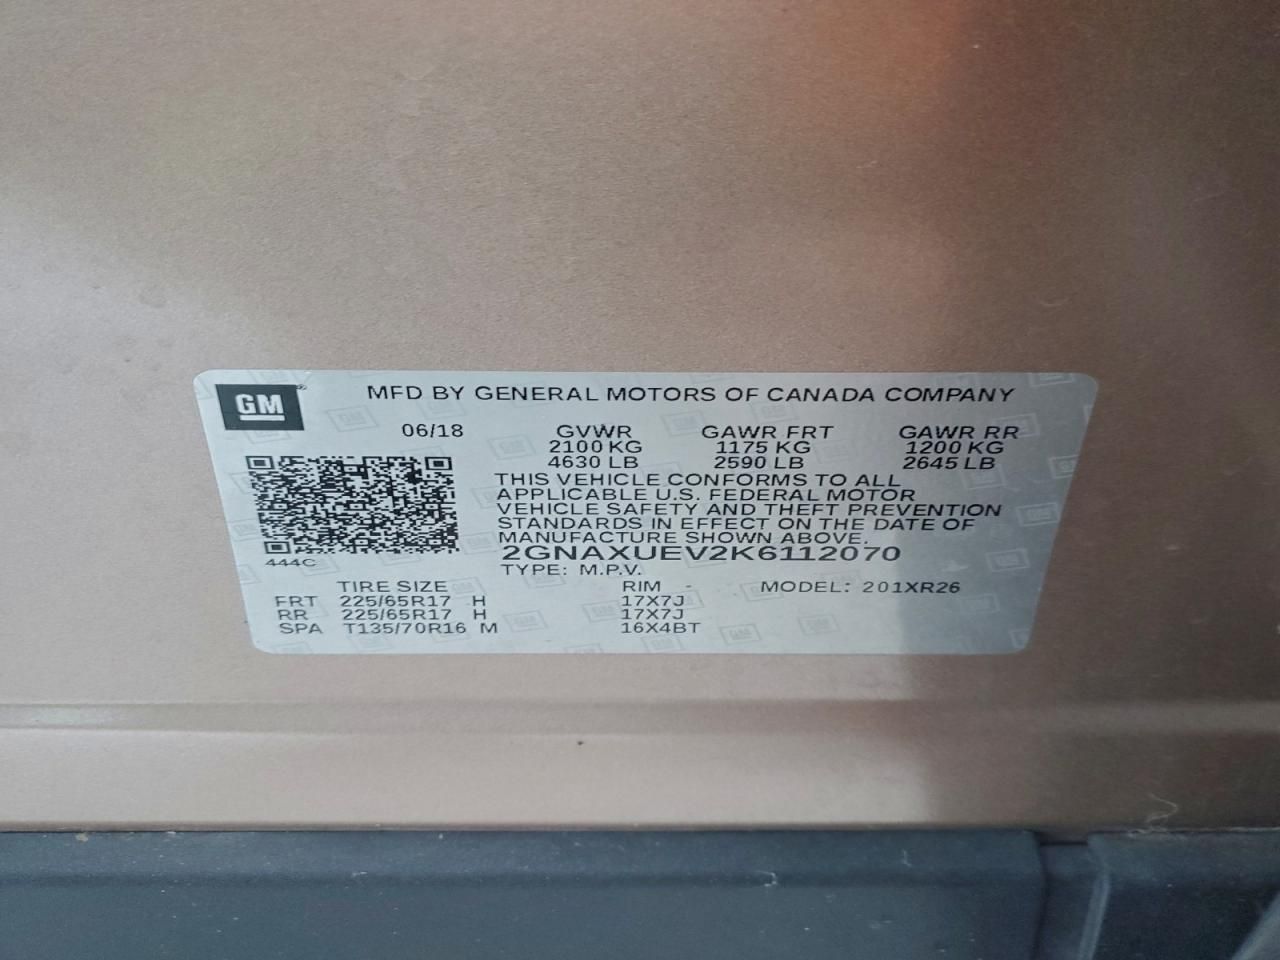 GM
MFD BY GENERAL MOTORS OF CANADA COMPANY
06/18 GVWR GAWR FRT GAWR RR
2100 KG 1175 KG 1200 KG
4630 LB 2590 LB 2645 LB
THIS VEHICLE CONFORMS TO ALL
APPLICABLE U.S. FEDERAL MOTOR
VEHICLE SAFETY AND THEFT PREVENTION
STANDARDS IN EFFECT ON THE DATE OF
MANUFACTURE SHOWN ABOVE.
2GNAXUEV2K6112070
444C
TYPE: M.P.V.
TIRE SIZE RIM - MODEL: 201XR26
FRT 225/65R17 H 17X7J
RR 225/65R17 H 17X7J
SPA T135/70R16 M 16X4BT